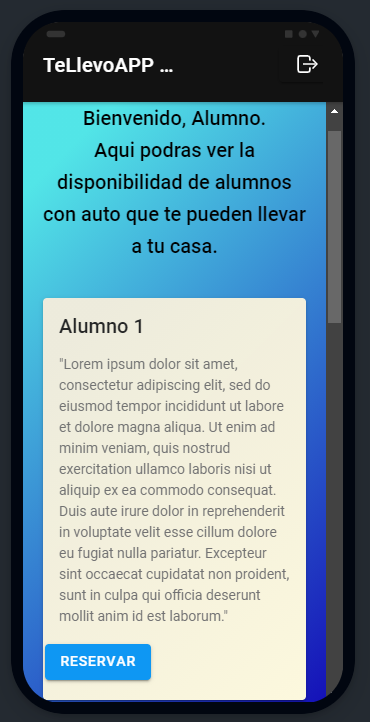 TeLlevoAPP ...
Bienvenido, Alumno.
Aqui podras ver la
disponibilidad de alumnos
con auto que te pueden llevar
a tu casa.
Alumno 1
"Lorem ipsum dolor sit amet,
consectetur adipiscing elit, sed do
eiusmod tempor incididunt ut labore
et dolore magna aliqua. Ut enim ad
minim veniam, quis nostrud
exercitation ullamco laboris nisi ut
aliquip ex ea commodo consequat.
Duis aute irure dolor in reprehenderit
in voluptate velit esse cillum dolore
eu fugiat nulla pariatur. Excepteur
sint occaecat cupidatat non proident,
sunt in culpa qui officia deserunt
mollit anim id est laborum."
RESERVAR